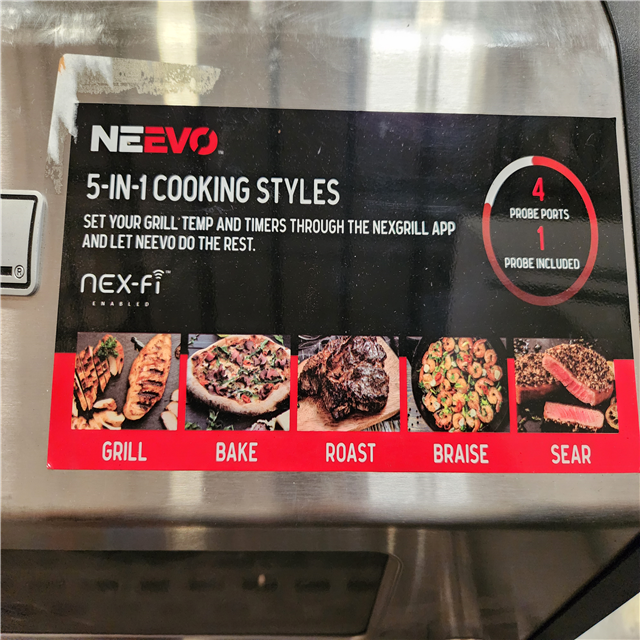 NEEVO
5-IN-1 COOKING STYLES
SET YOUR GRILL TEMP AND TIMERS THROUGH THE NEXGRILL APP
AND LET NEEVO DO THE REST.
nex-fi™
ENABLED
4
PROBE PORTS
1
PROBE INCLUDED
GRILL
BAKE
ROAST
BRAISE
SEAR
®